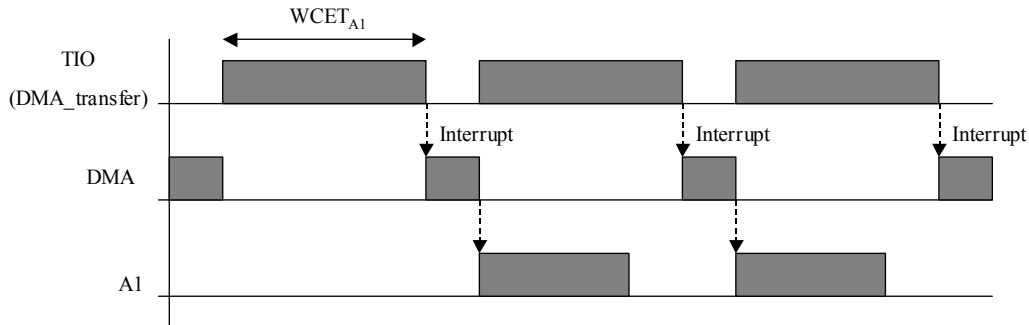 WCET_A1
TIO
(DMA_transfer)
Interrupt Interrupt Interrupt
DMA
A1